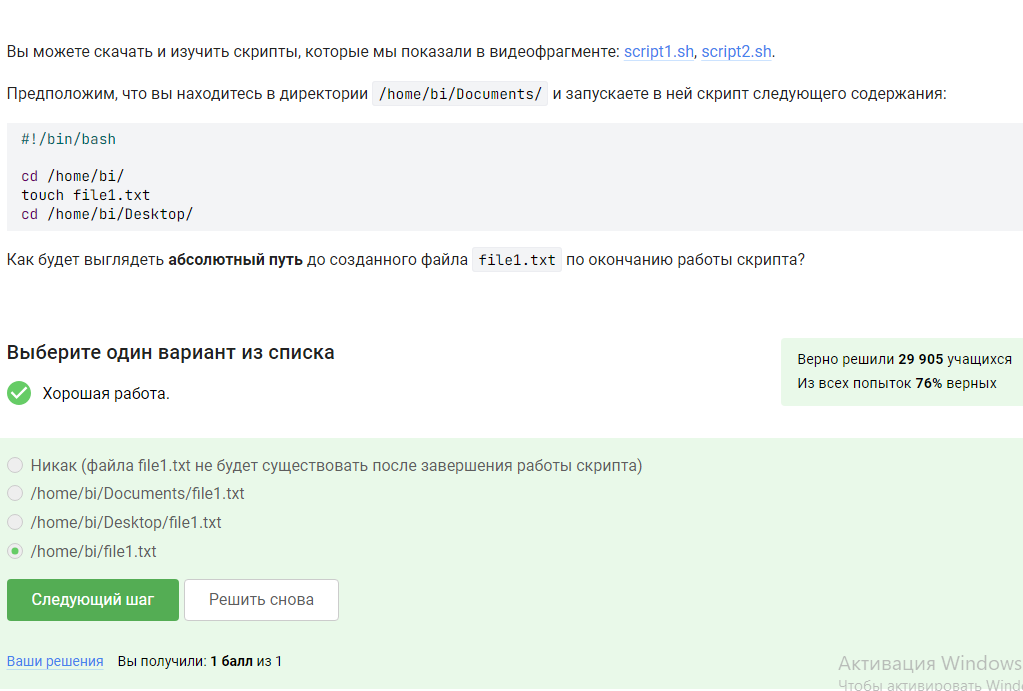 Вы можете скачать и изучить скрипты, которые мы показали в видеофрагменте: script1.sh, script2.sh.
Предположим, что вы находитесь в директории /home/bi/Documents/ и запускаете в ней скрипт следующего содержания:
#!/bin/bash
cd /home/bi/
touch file1.txt
cd /home/bi/Desktop/
Как будет выглядеть абсолютный путь до созданного файла file1.txt по окончанию работы скрипта?
Выберите один вариант из списка
Хорошая работа.
Верно решили 29 905 учащихся
Из всех попыток 76% верных
Никак (файла file1.txt не будет существовать после завершения работы скрипта)
/home/bi/Documents/file1.txt
/home/bi/Desktop/file1.txt
/home/bi/file1.txt
Следующий шаг
Решить снова
Ваши решения Вы получили: 1 балл из 1
Активация Windows
Чтобы активировать Wind